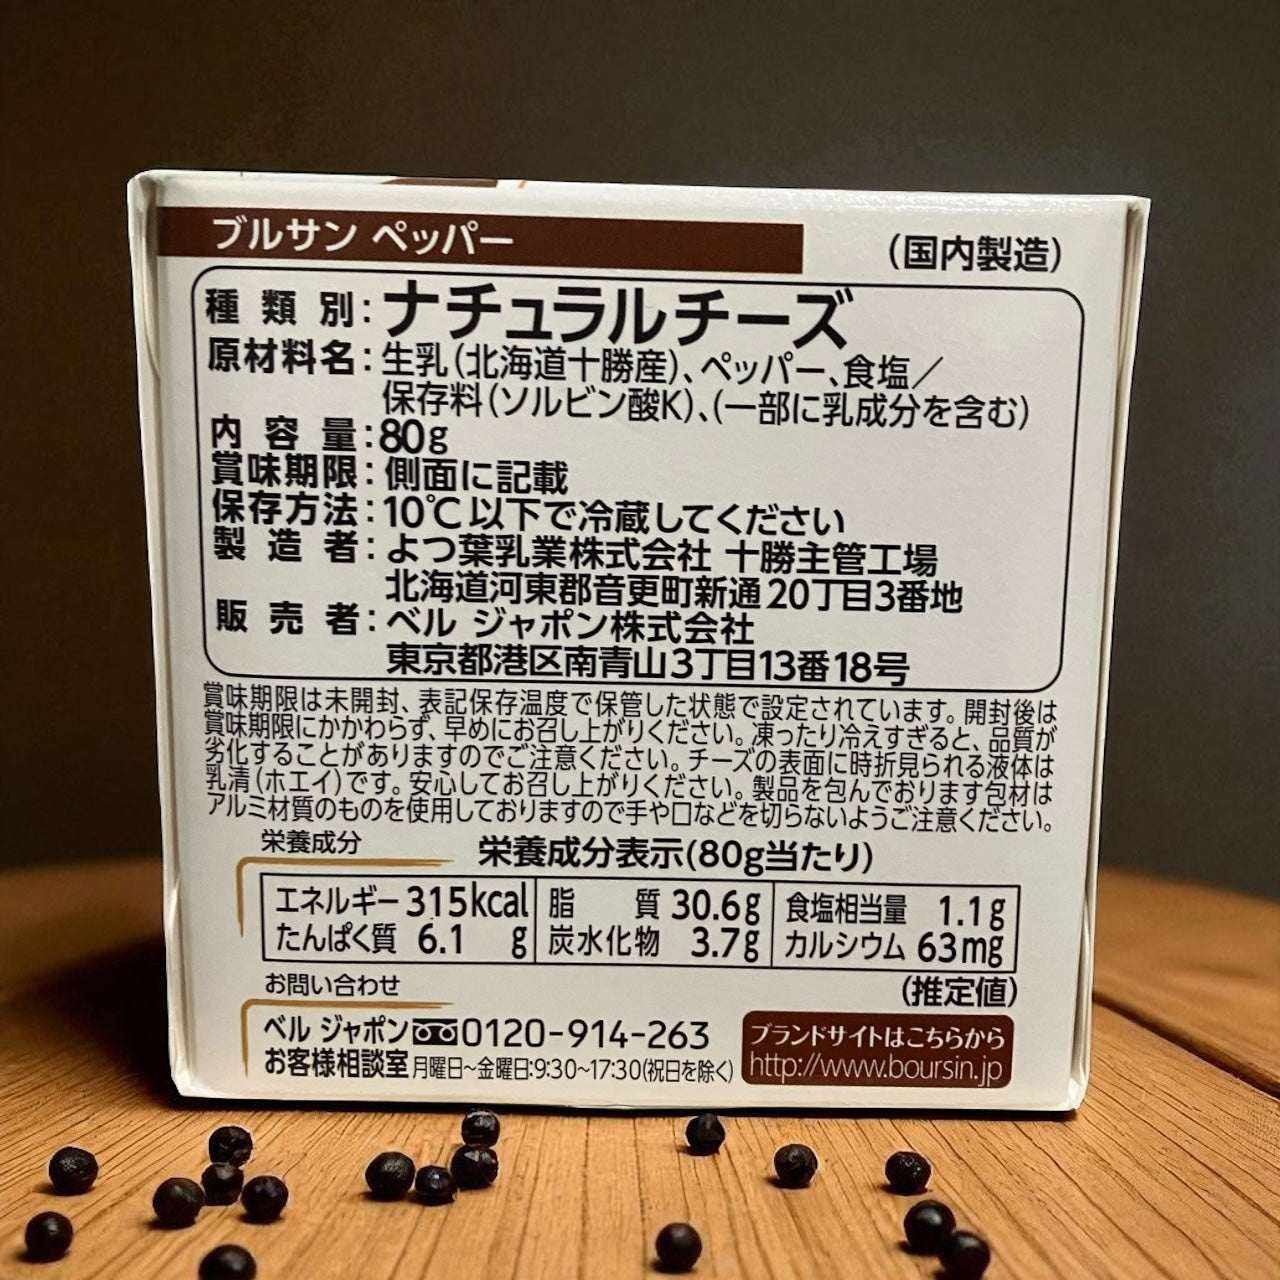 ブルサン ペッパー
(国内製造)
種類別:ナチュラルチーズ
原材料名:生乳(北海道十勝産)、ペッパー、食塩/
保存料(ソルビン酸K)、(一部に乳成分を含む)
内容量:80g
賞味期限:側面に記載
保存方法:10℃以下で冷蔵してください
製造者:よつ葉乳業株式会社 十勝主管工場
北海道河東郡音更町新通20丁目3番地
販売者:ベル ジャポン株式会社
東京都港区南青山3丁目13番18号
賞味期限は未開封、表記保存温度で保管した状態で設定されています。開封後は
賞味期限にかかわらず、早めにお召し上がりください。凍ったり冷えすぎると、品質が
劣化することがありますのでご注意ください。チーズの表面に時折見られる液体は
乳清(ホエイ)です。安心してお召し上がりください。製品を包んでおります包材は
アルミ材質のものを使用しておりますので手や口などを切らないようご注意ください。
栄養成分
栄養成分表示(80g当たり)
エネルギー 315kcal 脂質 30.6g 食塩相当量 1.1g
たんぱく質 6.1g 炭水化物 3.7g カルシウム 63mg
(推定値)
お問い合わせ
ベル ジャポン 0120-914-263
お客様相談室 月曜日~金曜日:9:30~17:30(祝日を除く)
ブランドサイトはこちらから
http://www.boursin.jp